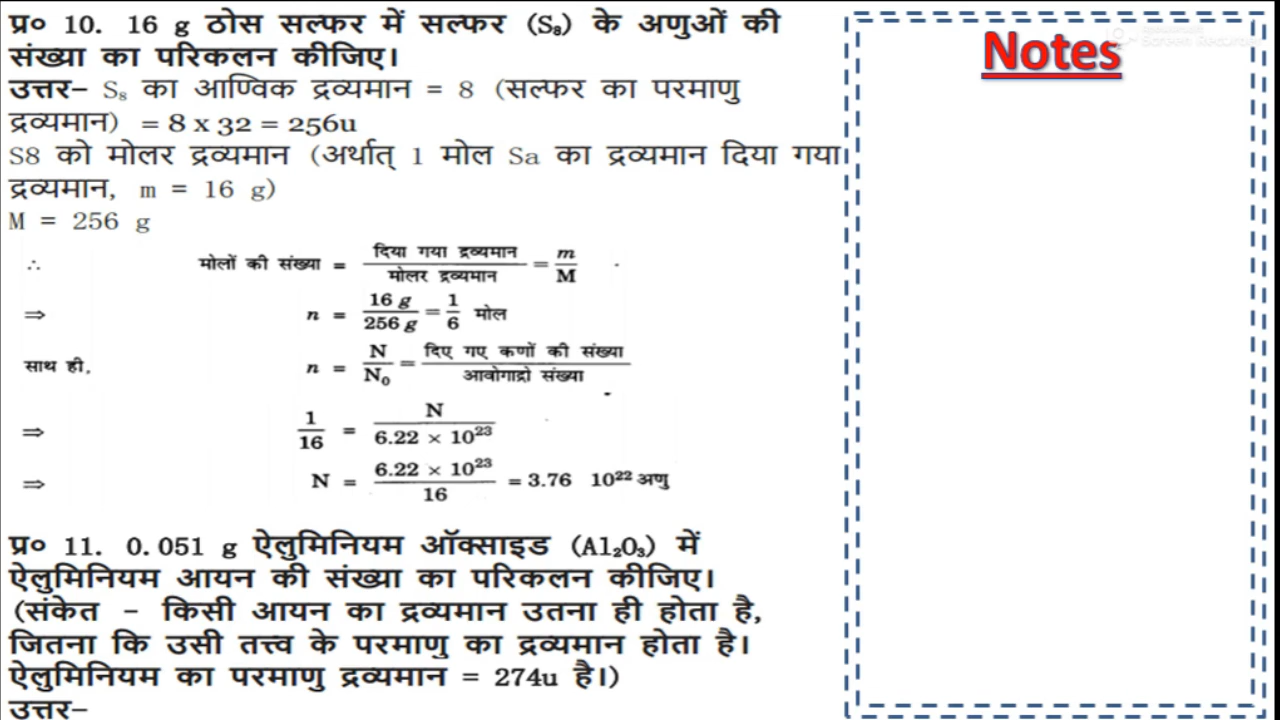 प्र० 10. 16 g ठोस सल्फर में सल्फर (S₈) के अणुओं की
संख्या का परिकलन कीजिए।
उत्तर– S₈ का आण्विक द्रव्यमान = 8 (सल्फर का परमाणु
द्रव्यमान) = 8 x 32 = 256u
S8 को मोलर द्रव्यमान (अर्थात् 1 मोल Sa का द्रव्यमान दिया गया
द्रव्यमान, m = 16 g)
M = 256 g
∴ मोलों की संख्या = दिया गया द्रव्यमान / मोलर द्रव्यमान = m / M
⇒ n = 16 g / 256 g = 1 / 6 मोल
साथ ही, n = N / N₀ = दिए गए कणों की संख्या / आवोगाद्रो संख्या
⇒ 1 / 16 = N / 6.22 × 10²³
⇒ N = 6.22 × 10²³ / 16 = 3.76 10²² अणु
प्र० 11. 0.051 g ऐलुमिनियम ऑक्साइड (Al₂O₃) में
ऐलुमिनियम आयन की संख्या का परिकलन कीजिए।
(संकेत – किसी आयन का द्रव्यमान उतना ही होता है,
जितना कि उसी तत्त्व के परमाणु का द्रव्यमान होता है।
ऐलुमिनियम का परमाणु द्रव्यमान = 274u है।)
उत्तर–
Notes
Screen Recorder